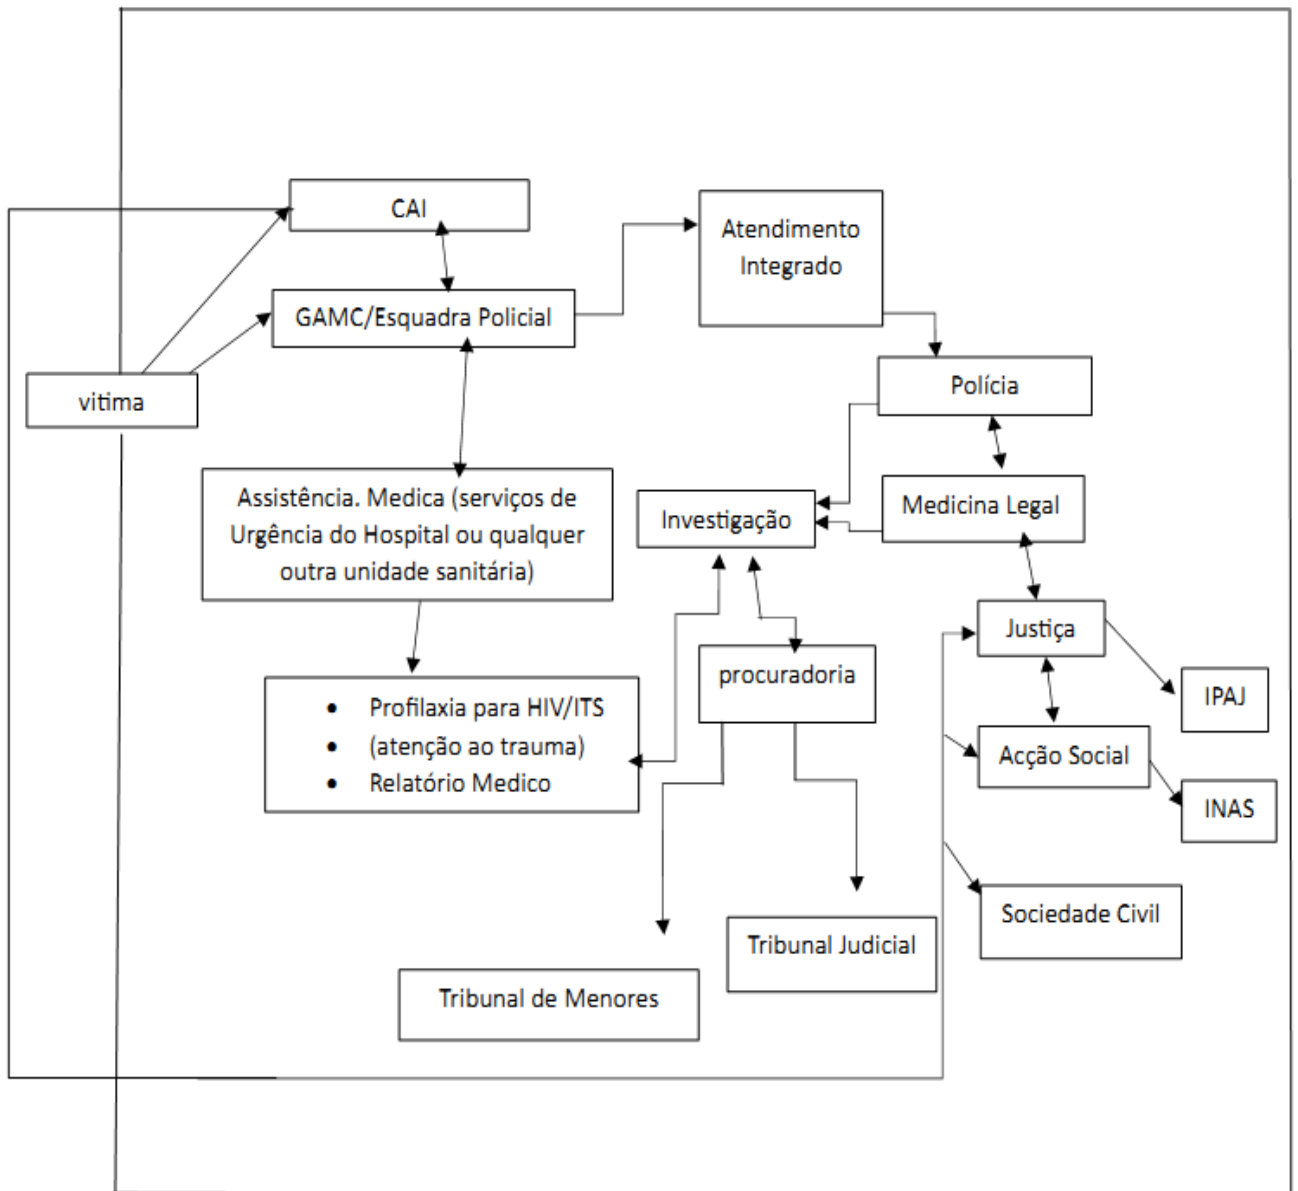 CAI
Atendimento
Integrado
GAMC/Esquadra Policial
Polícia
vitima
Assistência. Medica (serviços de
Urgência do Hospital ou qualquer
outra unidade sanitária)
Investigação
Medicina Legal
Justiça
procuradoria
IPAJ
• Profilaxia para HIV/ITS
• (atenção ao trauma)
• Relatório Medico
Acção Social
INAS
Sociedade Civil
Tribunal Judicial
Tribunal de Menores